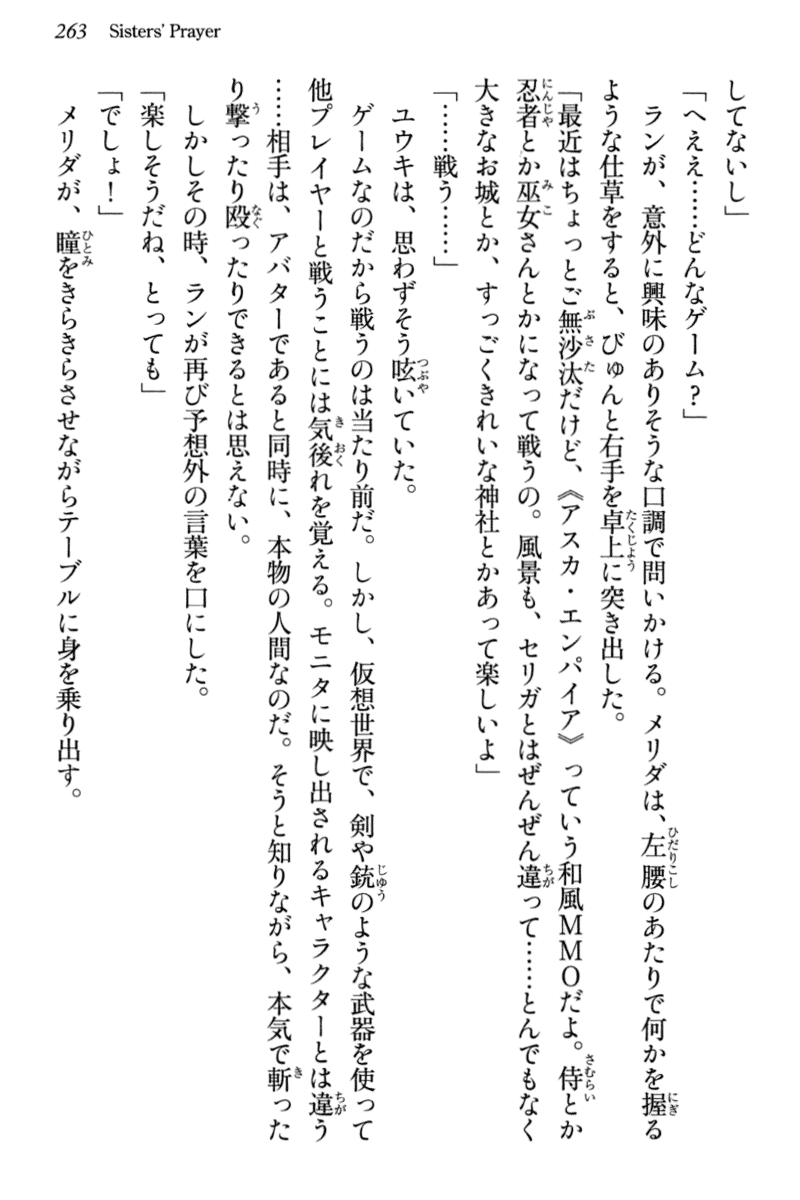 263 Sisters' Prayer
してないし」
「へええ……どんなゲーム？」
ランが、意外に興味のありそうな口調で問いかける。メリダは、左腰のあたりで何かを握る
ような仕草をすると、びゅんと右手を卓上に突き出した。
「最近はちょっとご無沙汰だけど、《アスカ・エンパイア》っていう和風ＭＭＯだよ。侍とか
忍者とか巫女さんとかになって戦うの。風景も、セリガとはぜんぜん違って……とんでもなく
大きなお城とか、すっごくきれいな神社とかあって楽しいよ」
「……戦う……」
ユウキは、思わずそう呟いていた。
ゲームなのだから戦うのは当たり前だ。しかし、仮想世界で、剣や銃のような武器を使って
他プレイヤーと戦うことには気後れを覚える。モニタに映し出されるキャラクターとは違う
……相手は、アバターであると同時に、本物の人間なのだ。そうと知りながら、本気で斬った
り撃ったり殴ったりできるとは思えない。
しかしその時、ランが再び予想外の言葉を口にした。
「楽しそうだね、とっても」
「でしょ！」
メリダが、瞳をきらきらさせながらテーブルに身を乗り出す。